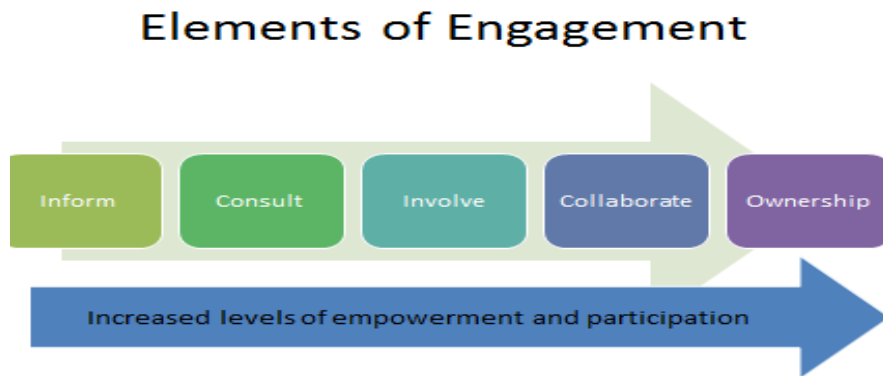 Elements of Engagement
Inform
Consult
Involve
Collaborate
Ownership
Increased levels of empowerment and participation